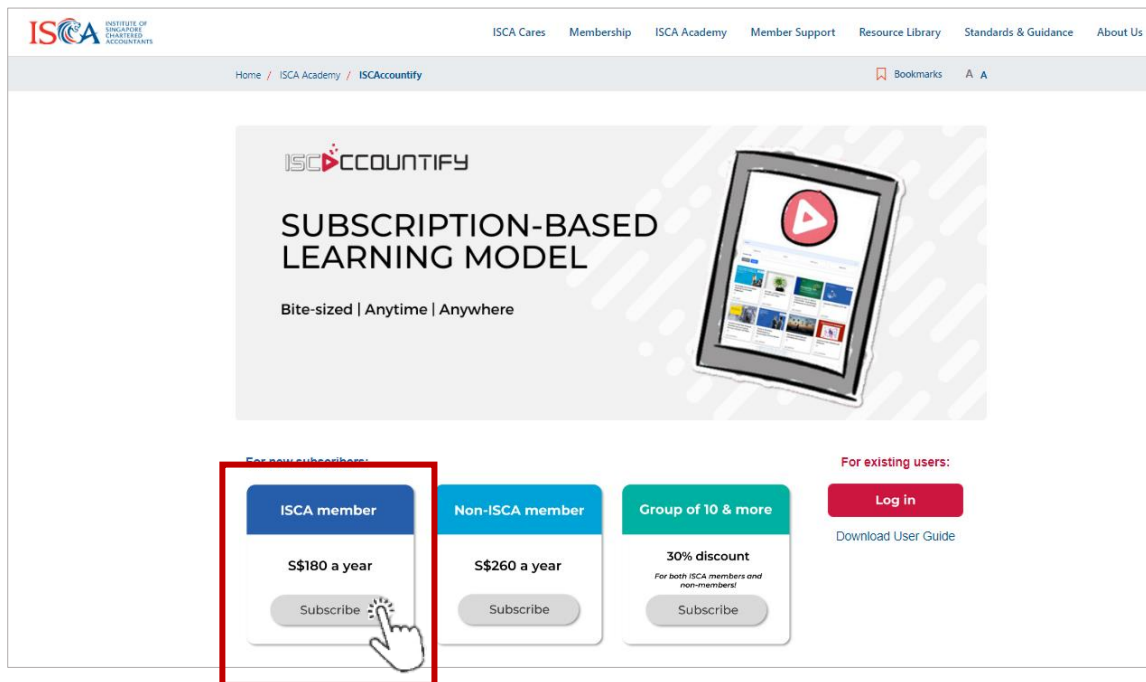 ISCA INSTITUTE OF
SINGAPORE
CHARTERED
ACCOUNTANTS
ISCA Cares Membership ISCA Academy Member Support Resource Library Standards & Guidance About Us
Home / ISCA Academy / ISCAccountify
Bookmarks A A
ISCACCOUNTIFY
SUBSCRIPTION-BASED
LEARNING MODEL
Bite-sized | Anytime | Anywhere
For new subscribers:
For existing users:
ISCA member
Non-ISCA member
Group of 10 & more
Log in
Download User Guide
S$180 a year
S$260 a year
30% discount
For both ISCA members and
non-members!
Subscribe
Subscribe
Subscribe